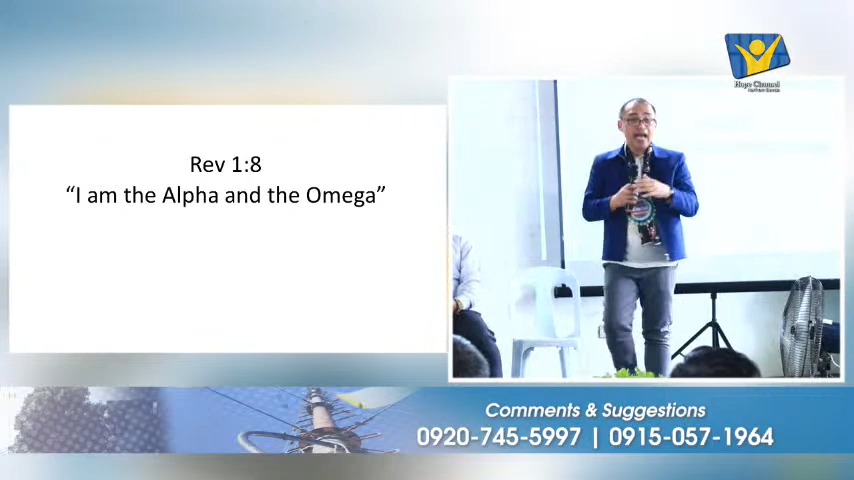 Hope Channel
Rev 1:8
“I am the Alpha and the Omega”
Comments & Suggestions
0920-745-5997 | 0915-057-1964